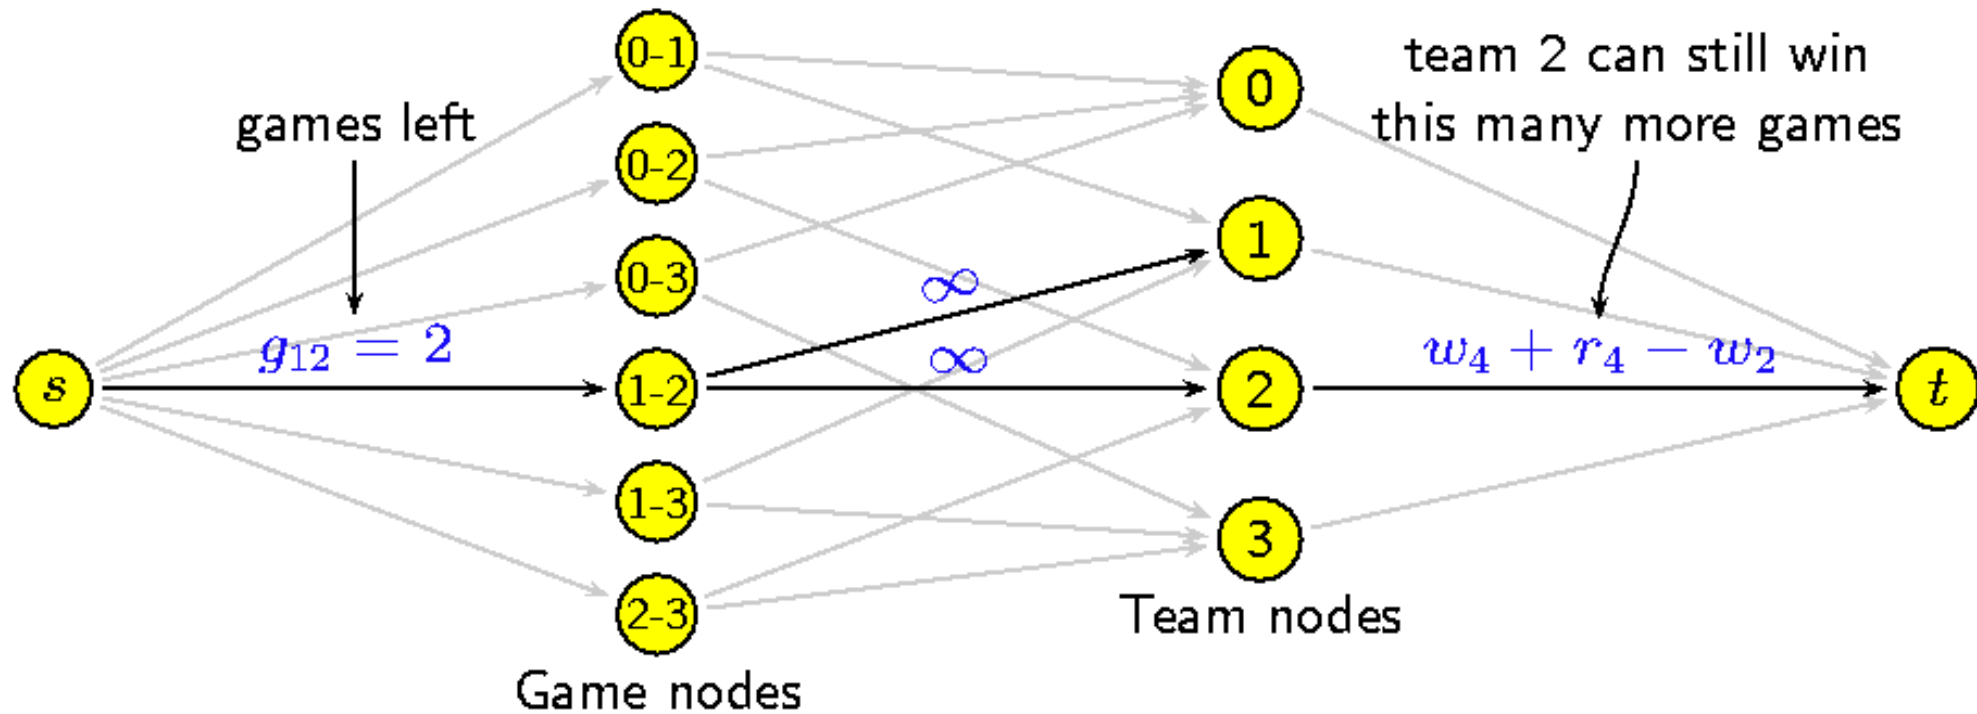 0-1
0-2
0-3
1-2
1-3
2-3
0
1
2
3
s
t
games left
g₁₂ = 2
∞
∞
team 2 can still win
this many more games
w₄ + r₄ − w₂
Team nodes
Game nodes